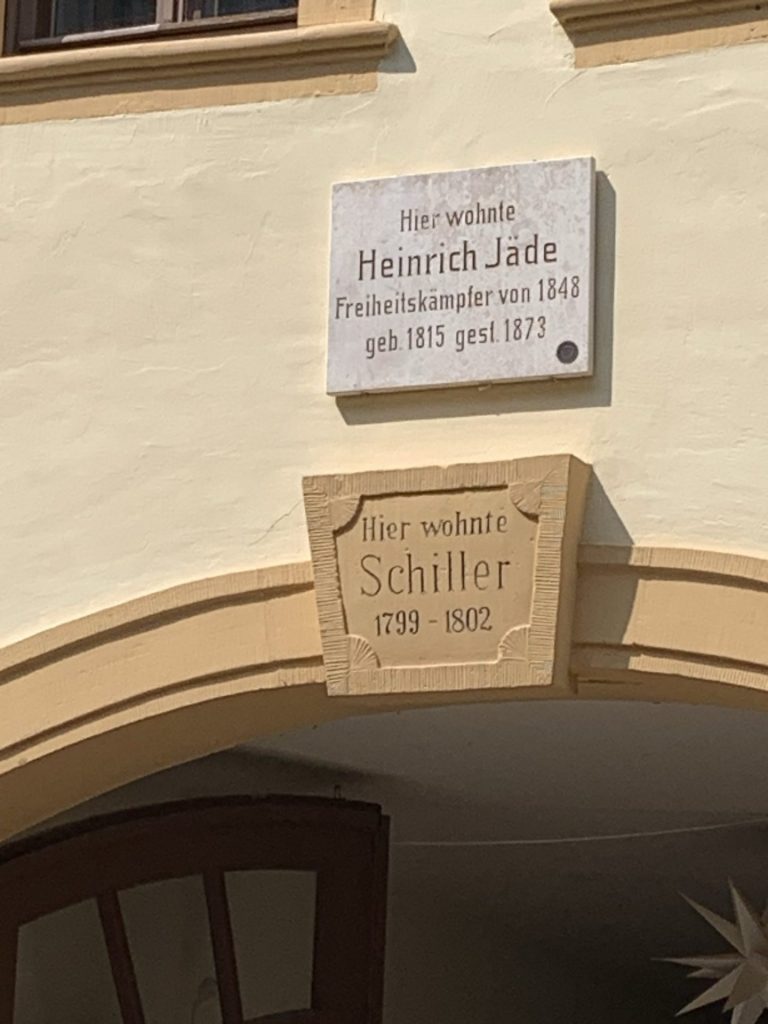 Hier wohnte
Heinrich Jäde
Freiheitskämpfer von 1848
geb. 1815 gest. 1873
Hier wohnte
Schiller
1799 - 1802